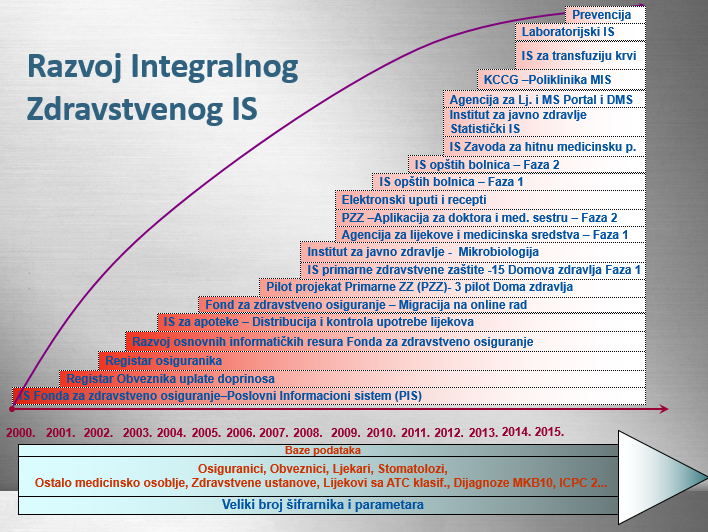 Razvoj Integralnog
Zdravstvenog IS
Prevencija
Laboratorijski IS
IS za transfuziju krvi
KCCG –Poliklinika MIS
Agencija za Lj. i MS Portal i DMS
Institut za javno zdravlje
Statistički IS
IS Zavoda za hitnu medicinsku p.
IS opštih bolnica – Faza 2
IS opštih bolnica – Faza 1
Elektronski uputi i recepti
PZZ –Aplikacija za doktora i med. sestru – Faza 2
Agencija za lijekove i medicinska sredstva – Faza 1
Institut za javno zdravlje - Mikrobiologija
IS primarne zdravstvene zaštite -15 Domova zdravlja Faza 1
Pilot projekat Primarne ZZ (PZZ)- 3 pilot Doma zdravlja
Fond za zdravstveno osiguranje – Migracija na online rad
IS za apoteke – Distribucija i kontrola upotrebe lijekova
Razvoj osnovnih informatičkih resura Fonda za zdravstveno osiguranje
Registar osiguranika
Registar Obveznika uplate doprinosa
IS Fonda za zdravstveno osiguranje–Poslovni Informacioni sistem (PIS)
2000. 2001. 2002. 2003. 2004. 2005. 2006. 2007. 2008. 2009. 2010. 2011. 2012. 2013. 2014. 2015.
Baze podataka
Osiguranici, Obveznici, Ljekari, Stomatolozi,
Ostalo medicinsko osoblje, Zdravstvene ustanove, Lijekovi sa ATC klasif., Dijagnoze MKB10, ICPC 2...
Veliki broj šifrarnika i parametara